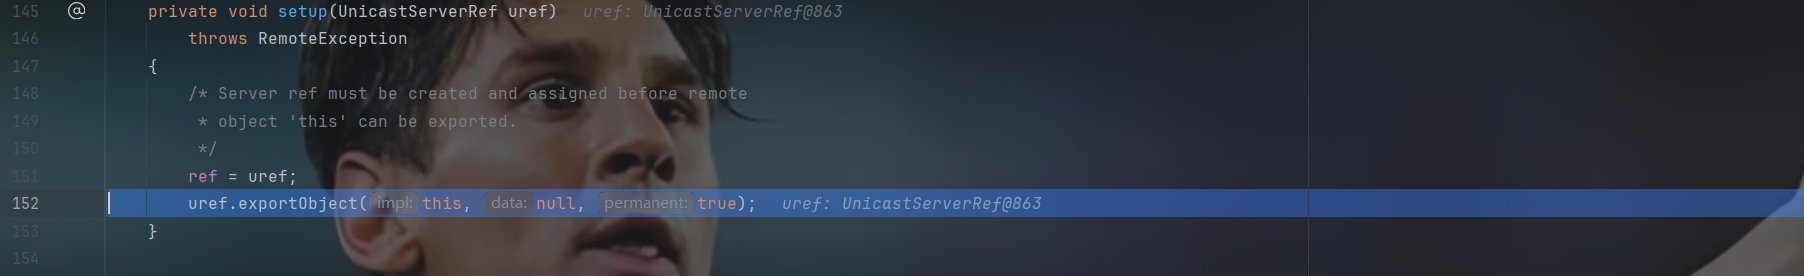 145 @ private void setup(UnicastServerRef uref) uref: UnicastServerRef@863
146 throws RemoteException
147 {
148 /* Server ref must be created and assigned before remote
149 * object 'this' can be exported.
150 */
151 ref = uref;
152 uref.exportObject( impl: this, data: null, permanent: true); uref: UnicastServerRef@863
153 }
154